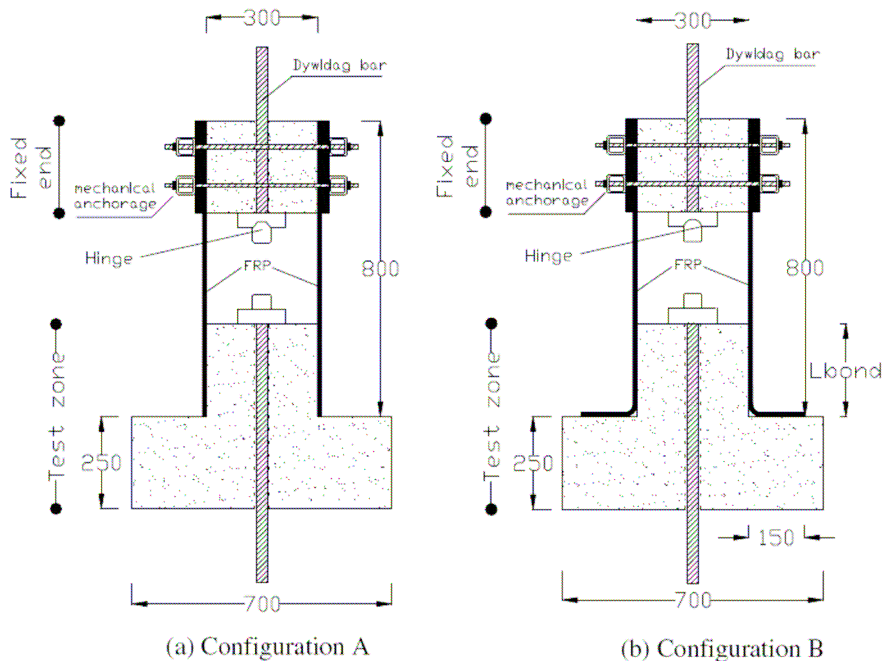 300
Dywidag bar
Fixed end
mechanical
anchorage
Hinge
FRP
800
Test zone
250
700
(a) Configuration A
300
Dywidag bar
Fixed end
mechanical
anchorage
Hinge
FRP
800
Lbond
Test zone
250
150
700
(b) Configuration B